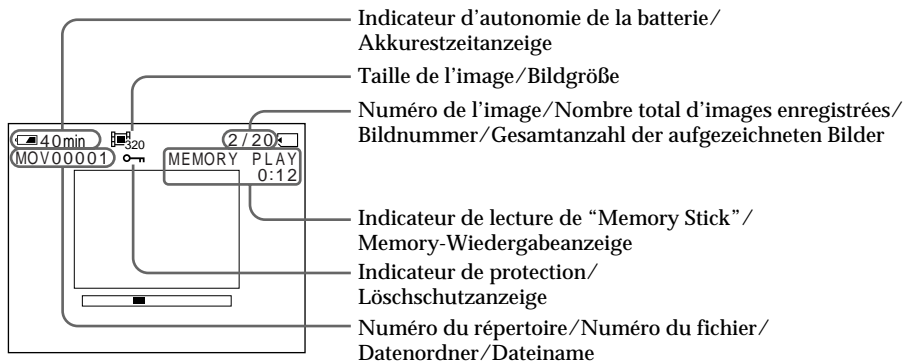 Indicateur d'autonomie de la batterie/
Akkurestzeitanzeige
Taille de l'image/Bildgröße
Numéro de l'image/Nombre total d'images enregistrées/
Bildnummer/Gesamtanzahl der aufgezeichneten Bilder
40min
320
2/20
MOV00001
MEMORY PLAY
0:12
Indicateur de lecture de “Memory Stick”/
Memory-Wiedergabeanzeige
Indicateur de protection/
Löschschutzanzeige
Numéro du répertoire/Numéro du fichier/
Datenordner/Dateiname